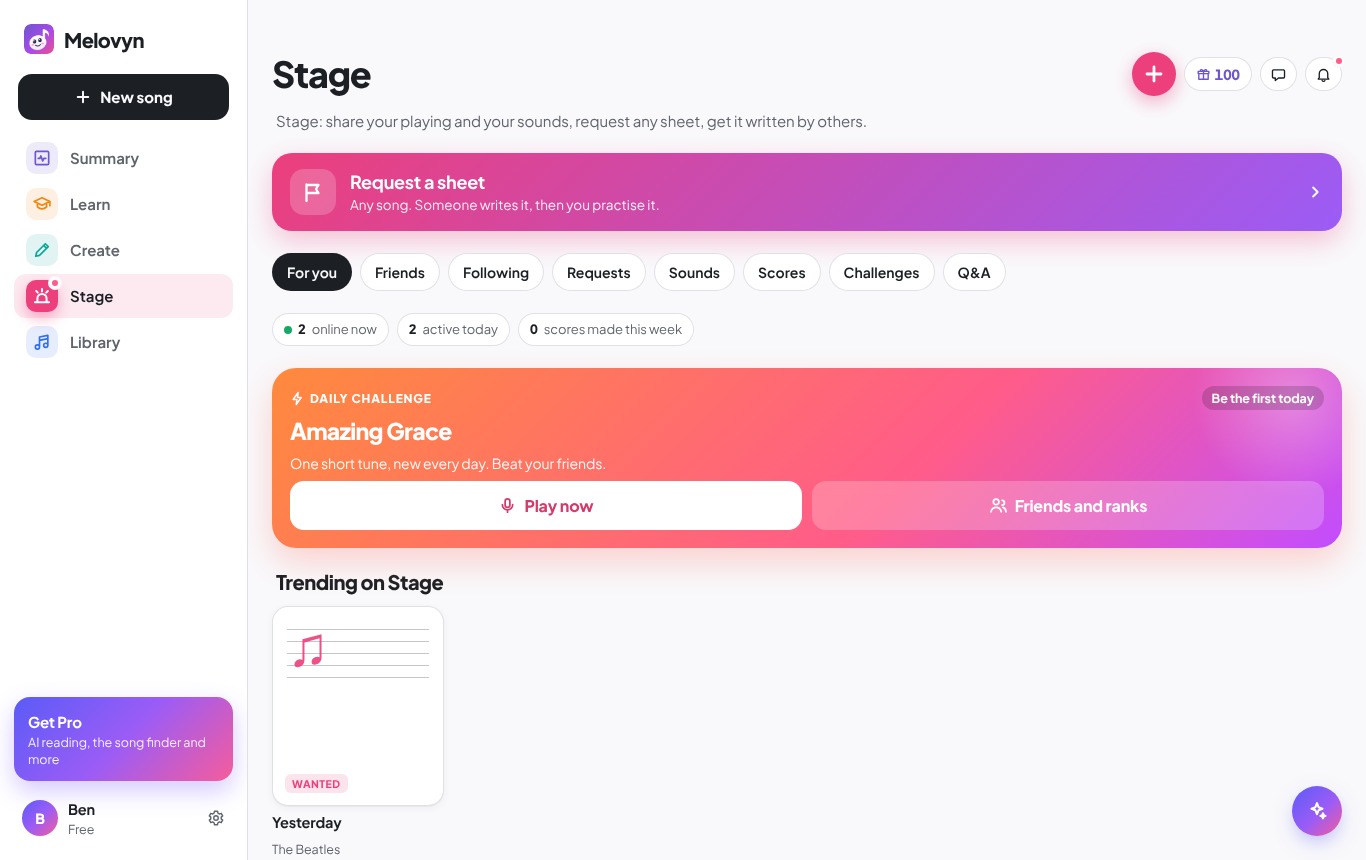 Melovyn
New song
Summary
Learn
Create
Stage
Library
Get Pro
AI reading, the song finder and
more
B
Ben
Free
Stage
100
Stage: share your playing and your sounds, request any sheet, get it written by others.
Request a sheet
Any song. Someone writes it, then you practise it.
For you
Friends
Following
Requests
Sounds
Scores
Challenges
Q&A
2 online now
2 active today
0 scores made this week
DAILY CHALLENGE
Be the first today
Amazing Grace
One short tune, new every day. Beat your friends.
Play now
Friends and ranks
Trending on Stage
WANTED
Yesterday
The Beatles